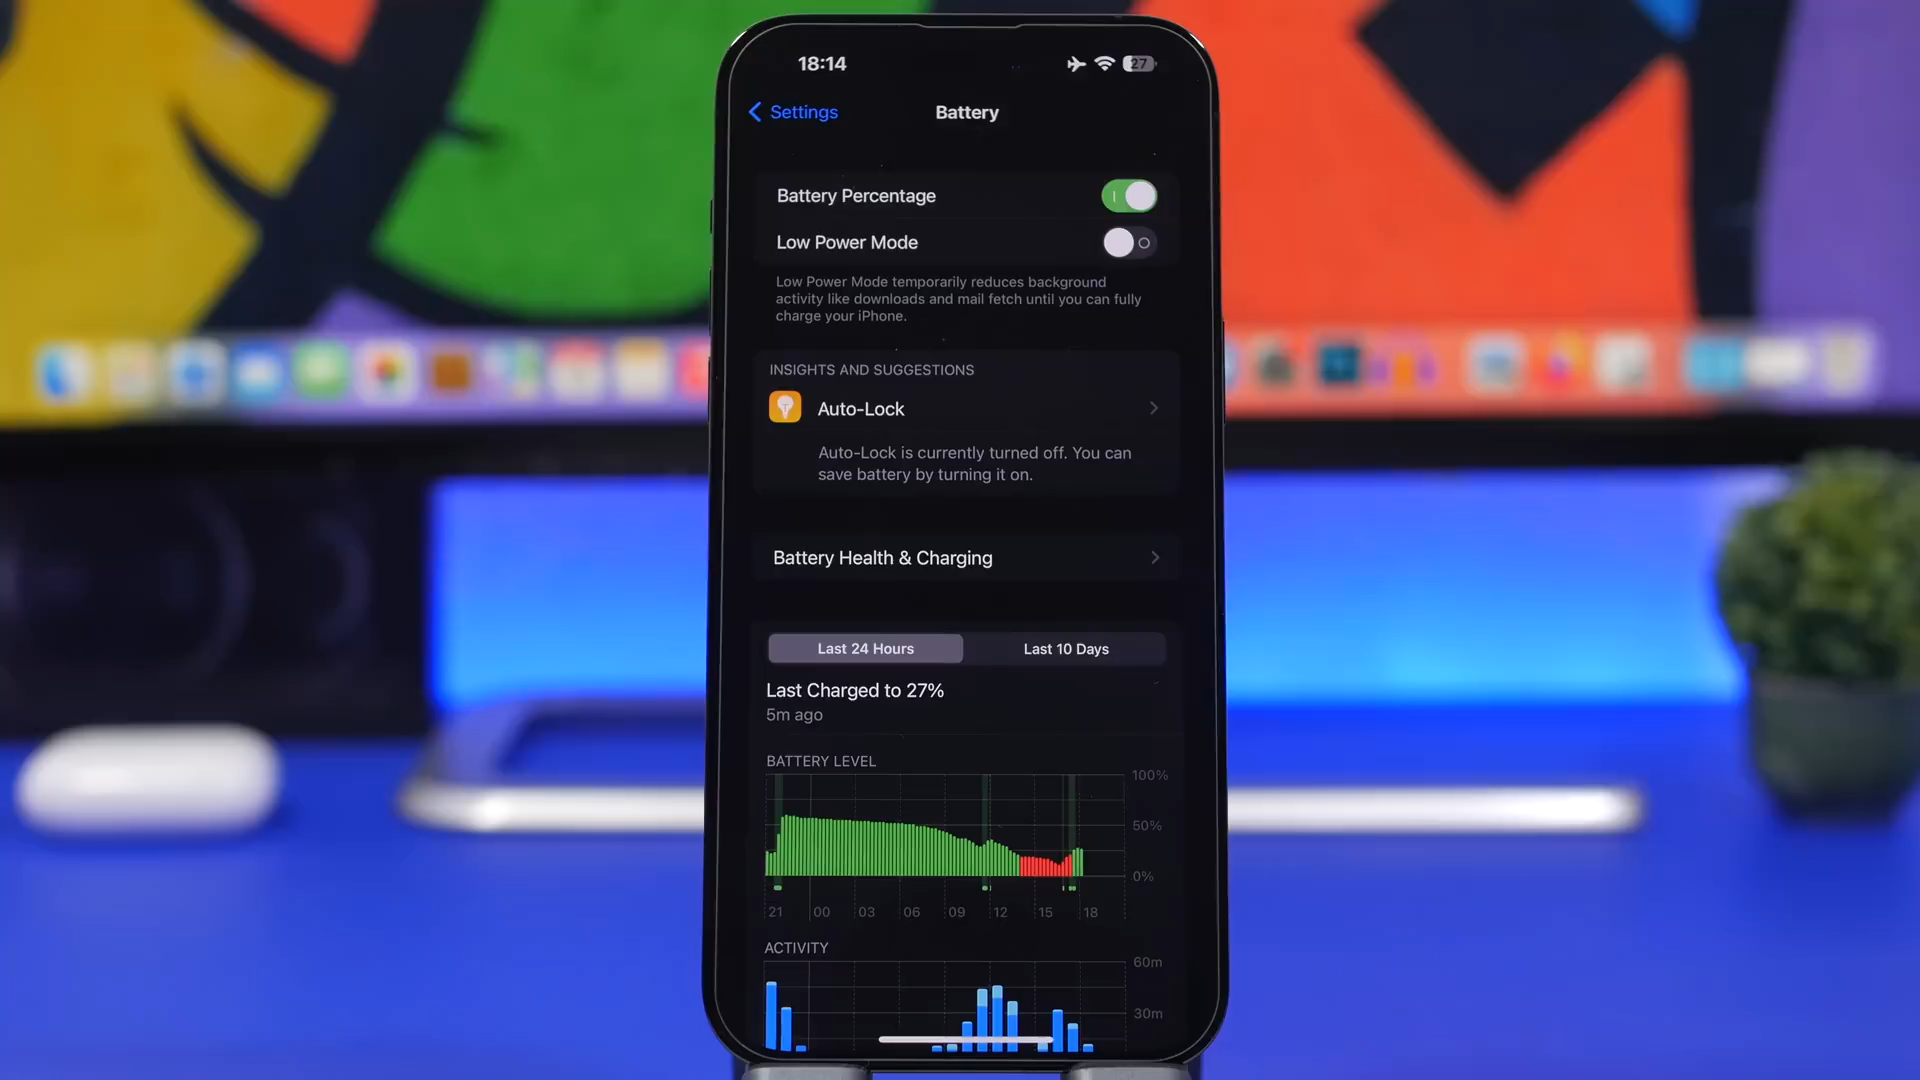 18:14
27
Settings
Battery
Battery Percentage
Low Power Mode
Low Power Mode temporarily reduces background
activity like downloads and mail fetch until you can fully
charge your iPhone.
INSIGHTS AND SUGGESTIONS
Auto-Lock
Auto-Lock is currently turned off. You can
save battery by turning it on.
Battery Health & Charging
Last 24 Hours
Last 10 Days
Last Charged to 27%
5m ago
BATTERY LEVEL
100%
50%
0%
21 00 03 06 09 12 15 18
ACTIVITY
60m
30m